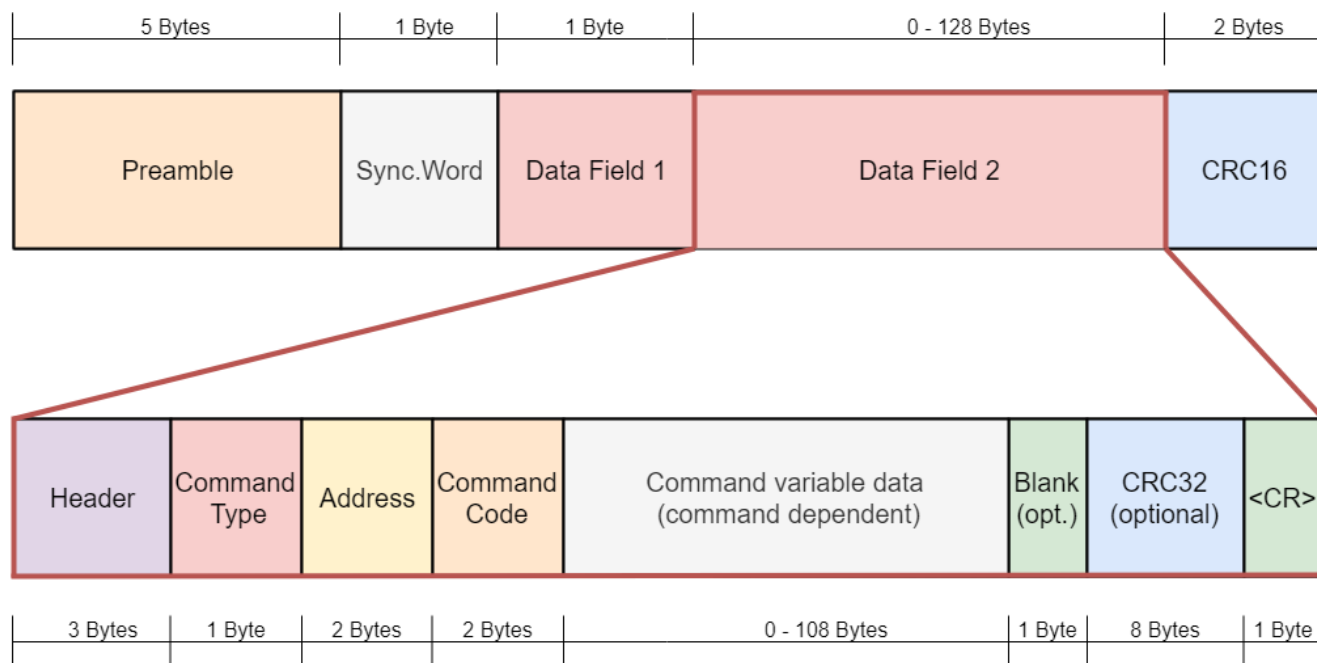 5 Bytes
1 Byte
1 Byte
0 - 128 Bytes
2 Bytes
Preamble
Sync.Word
Data Field 1
Data Field 2
CRC16
Header
Command
Type
Address
Command
Code
Command variable data
(command dependent)
Blank
(opt.)
CRC32
(optional)
<CR>
3 Bytes
1 Byte
2 Bytes
2 Bytes
0 - 108 Bytes
1 Byte
8 Bytes
1 Byte